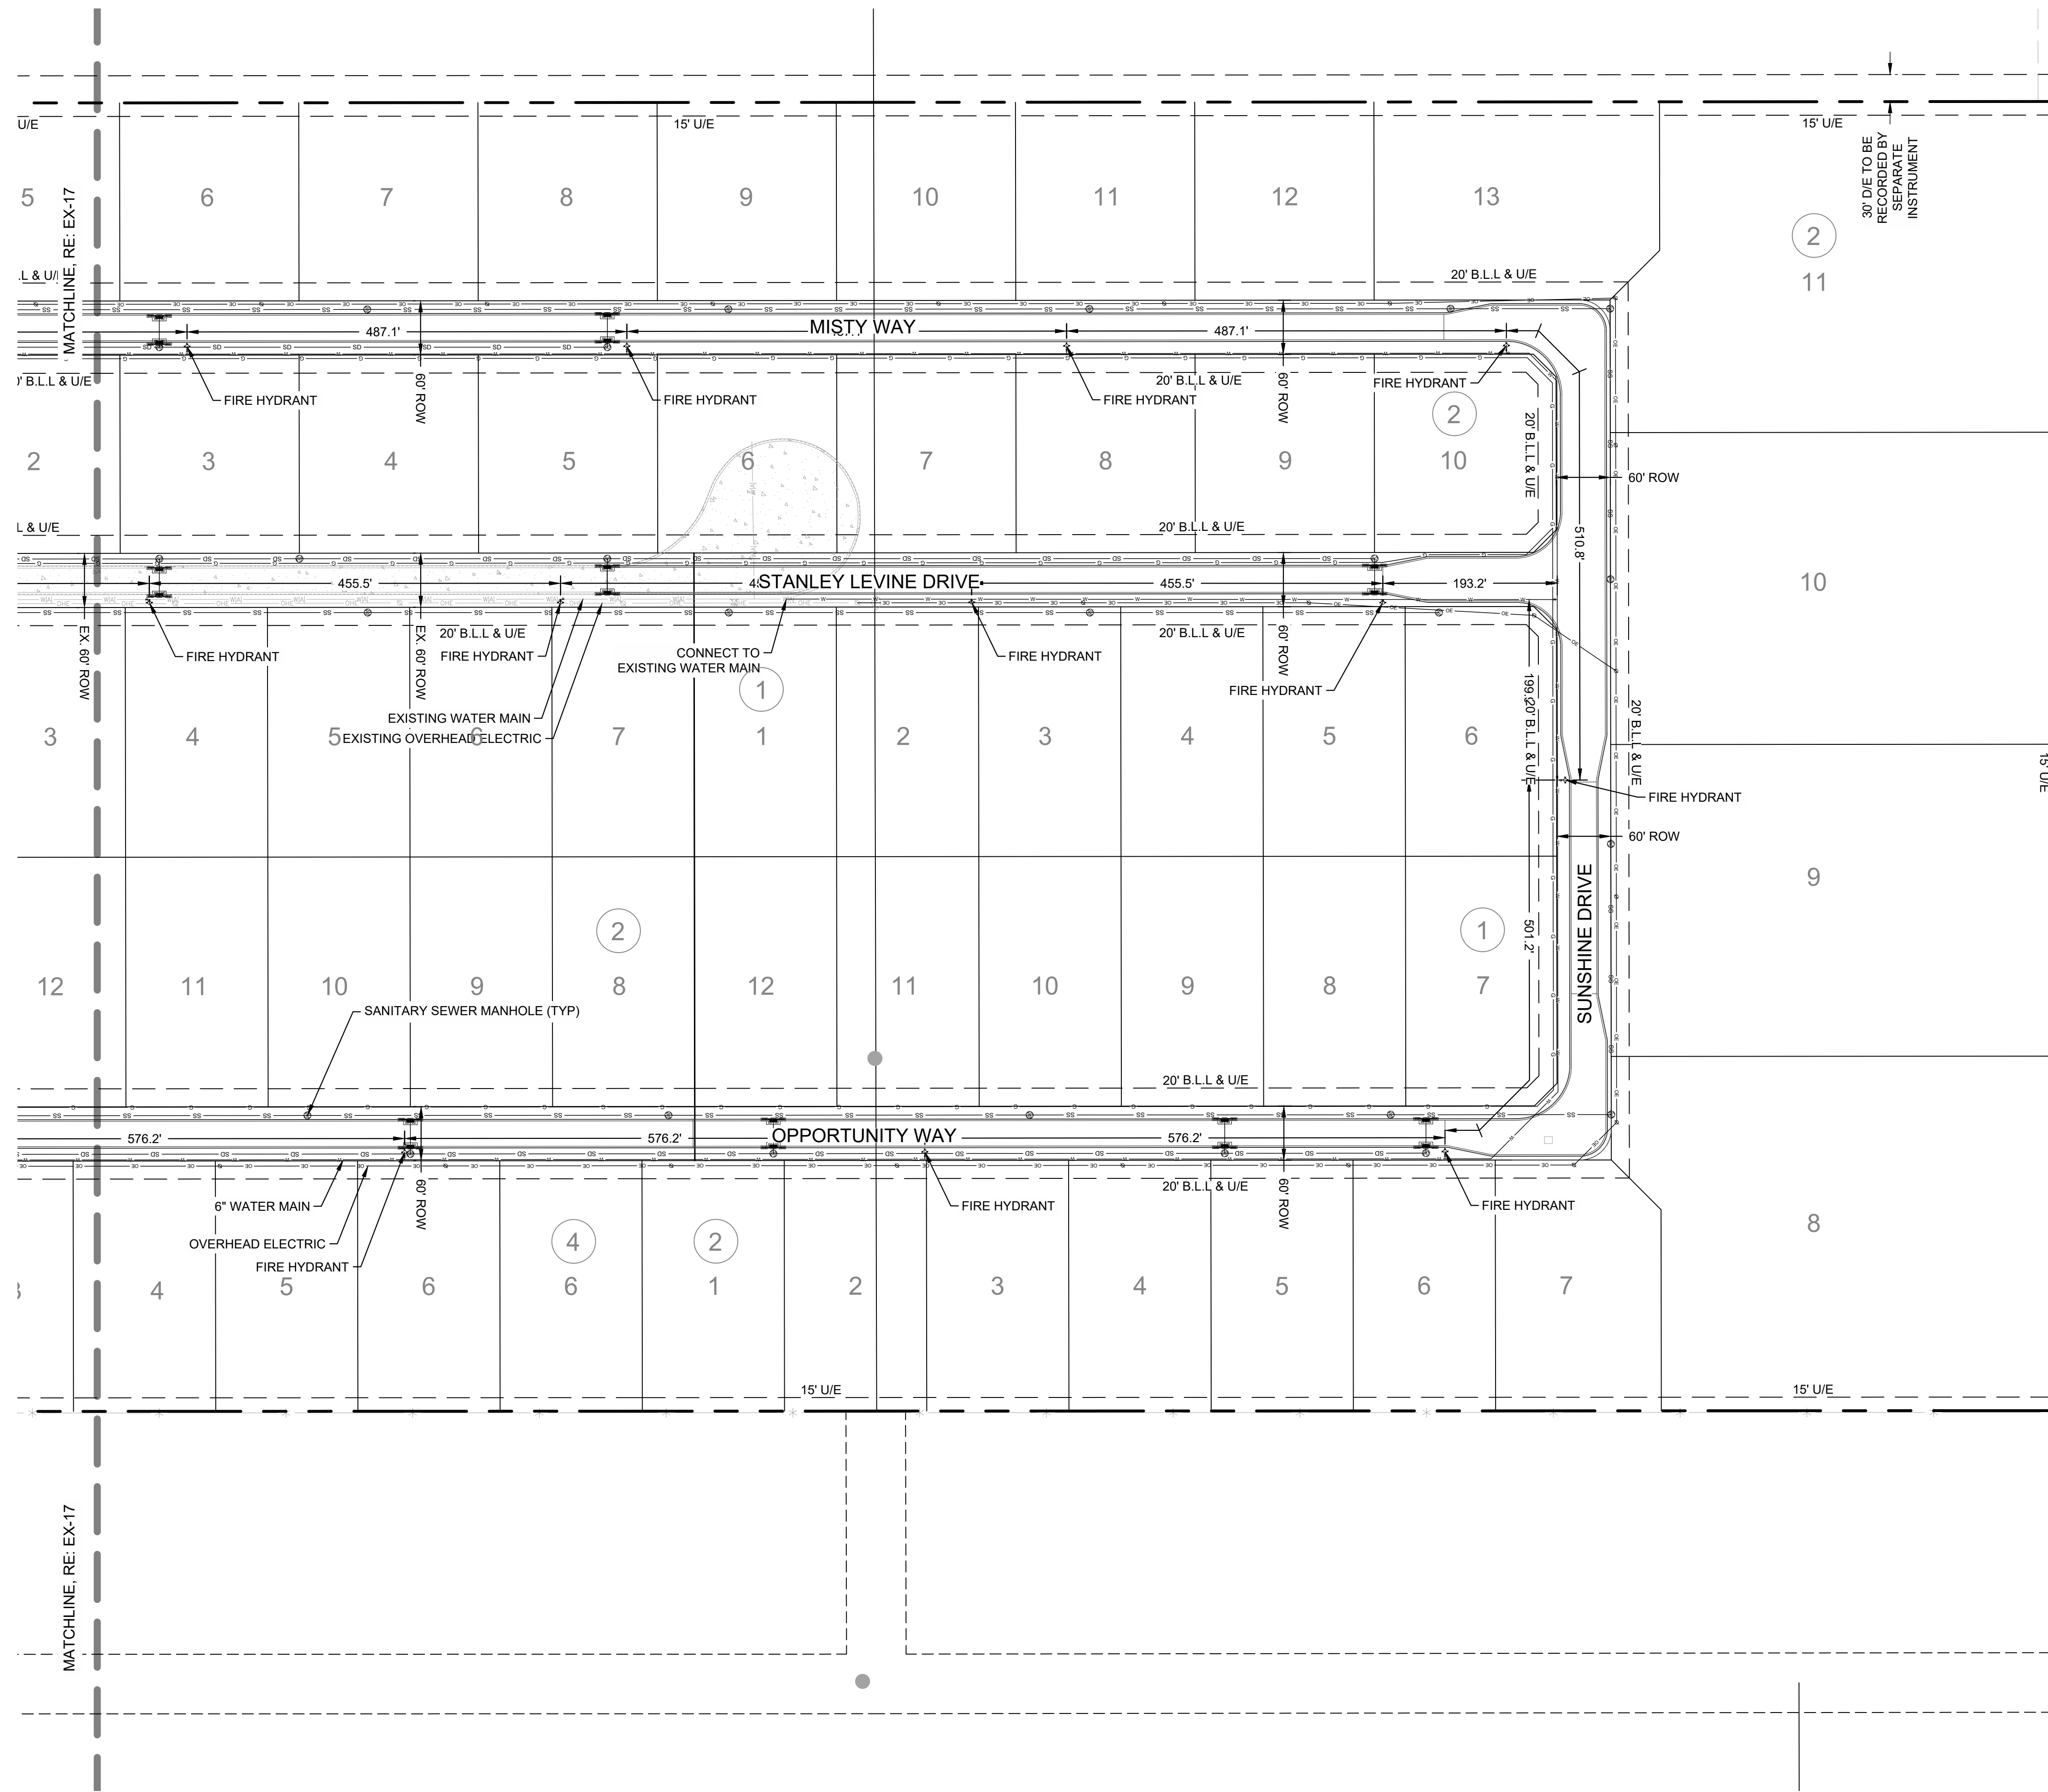 15' U/E
U/E
15' U/E
30' D/E TO BE
RECORDED BY
SEPARATE
INSTRUMENT
MATCHLINE, RE: EX-17
5
6
7
8
9
10
11
12
13
2
11
20' B.L.L & U/E
.L & U/
MISTY WAY
487.1'
487.1'
60' ROW
60' ROW
' B.L.L & U/E
20' B.L.L & U/E
FIRE HYDRANT
FIRE HYDRANT
FIRE HYDRANT
FIRE HYDRANT
2
2
3
4
5
6
7
8
9
10
20' B.L.L & U/E
60' ROW
L & U/E
20' B.L.L & U/E
510.8'
455.5'
STANLEY LEVINE DRIVE
455.5'
193.2'
10
EX. 60' ROW
EX. 60' ROW
60' ROW
20' B.L.L & U/E
20' B.L.L & U/E
FIRE HYDRANT
FIRE HYDRANT
CONNECT TO
EXISTING WATER MAIN
FIRE HYDRANT
FIRE HYDRANT
1
EXISTING WATER MAIN
EXISTING OVERHEAD ELECTRIC
3
4
5
6
7
1
2
3
4
5
6
20' B.L.L & U/E
20' B.L.L & U/E
15' U/E
FIRE HYDRANT
60' ROW
9
SUNSHINE DRIVE
501.2'
2
1
12
11
10
9
8
12
11
10
9
8
7
SANITARY SEWER MANHOLE (TYP)
20' B.L.L & U/E
576.2'
576.2'
OPPORTUNITY WAY
576.2'
60' ROW
60' ROW
20' B.L.L & U/E
6" WATER MAIN
OVERHEAD ELECTRIC
FIRE HYDRANT
FIRE HYDRANT
FIRE HYDRANT
4
2
8
4
5
6
6
1
2
3
4
5
6
7
15' U/E
15' U/E
MATCHLINE, RE: EX-17